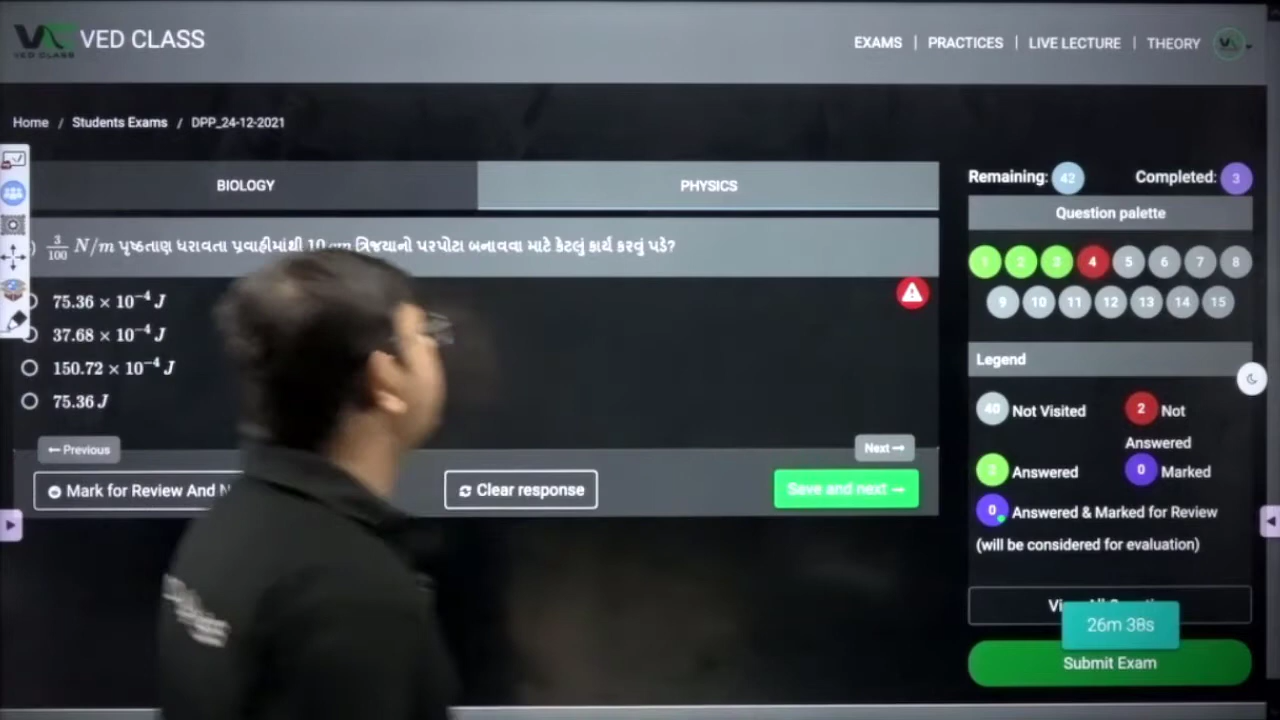 VED CLASS
VED CLASS
EXAMS | PRACTICES | LIVE LECTURE | THEORY
Home / Students Exams / DPP_24-12-2021
Remaining: 42 Completed: 3
BIOLOGY PHYSICS
Question palette
) 3/100 N/m પૃષ્ઠતાણ ધરાવતા પ્રવાહીમાંથી 10 cm ત્રિજ્યાનો પરપોટા બનાવવા માટે કેટલું કાર્ય કરવું પડે?
1 2 3 4 5 6 7 8
9 10 11 12 13 14 15
75.36 × 10⁻⁴ J
37.68 × 10⁻⁴ J
150.72 × 10⁻⁴ J
75.36 J
Legend
40 Not Visited 2 Not Answered
Answered 0 Marked
0 Answered & Marked for Review
(will be considered for evaluation)
← Previous Next →
Mark for Review And N Clear response Save and next →
26m 38s
Submit Exam